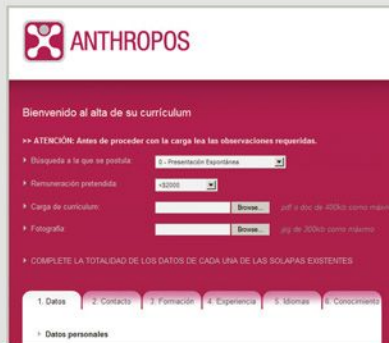 ANTHROPOS
Bienvenido al alta de su currículum
>> ATENCIÓN: Antes de proceder con la carga lea las observaciones requeridas.
Búsqueda a la que se postula: 0 - Presentación Espontánea
Remuneración pretendida: <$2000
Carga de curriculum: Browse... pdf o doc de 400kb como máximo
Fotografía: Browse... jpg de 300kb como máximo
COMPLETE LA TOTALIDAD DE LOS DATOS DE CADA UNA DE LAS SOLAPAS EXISTENTES
1. Datos 2. Contacto 3. Formación 4. Experiencia 5. Idiomas 6. Conocimiento
Datos personales